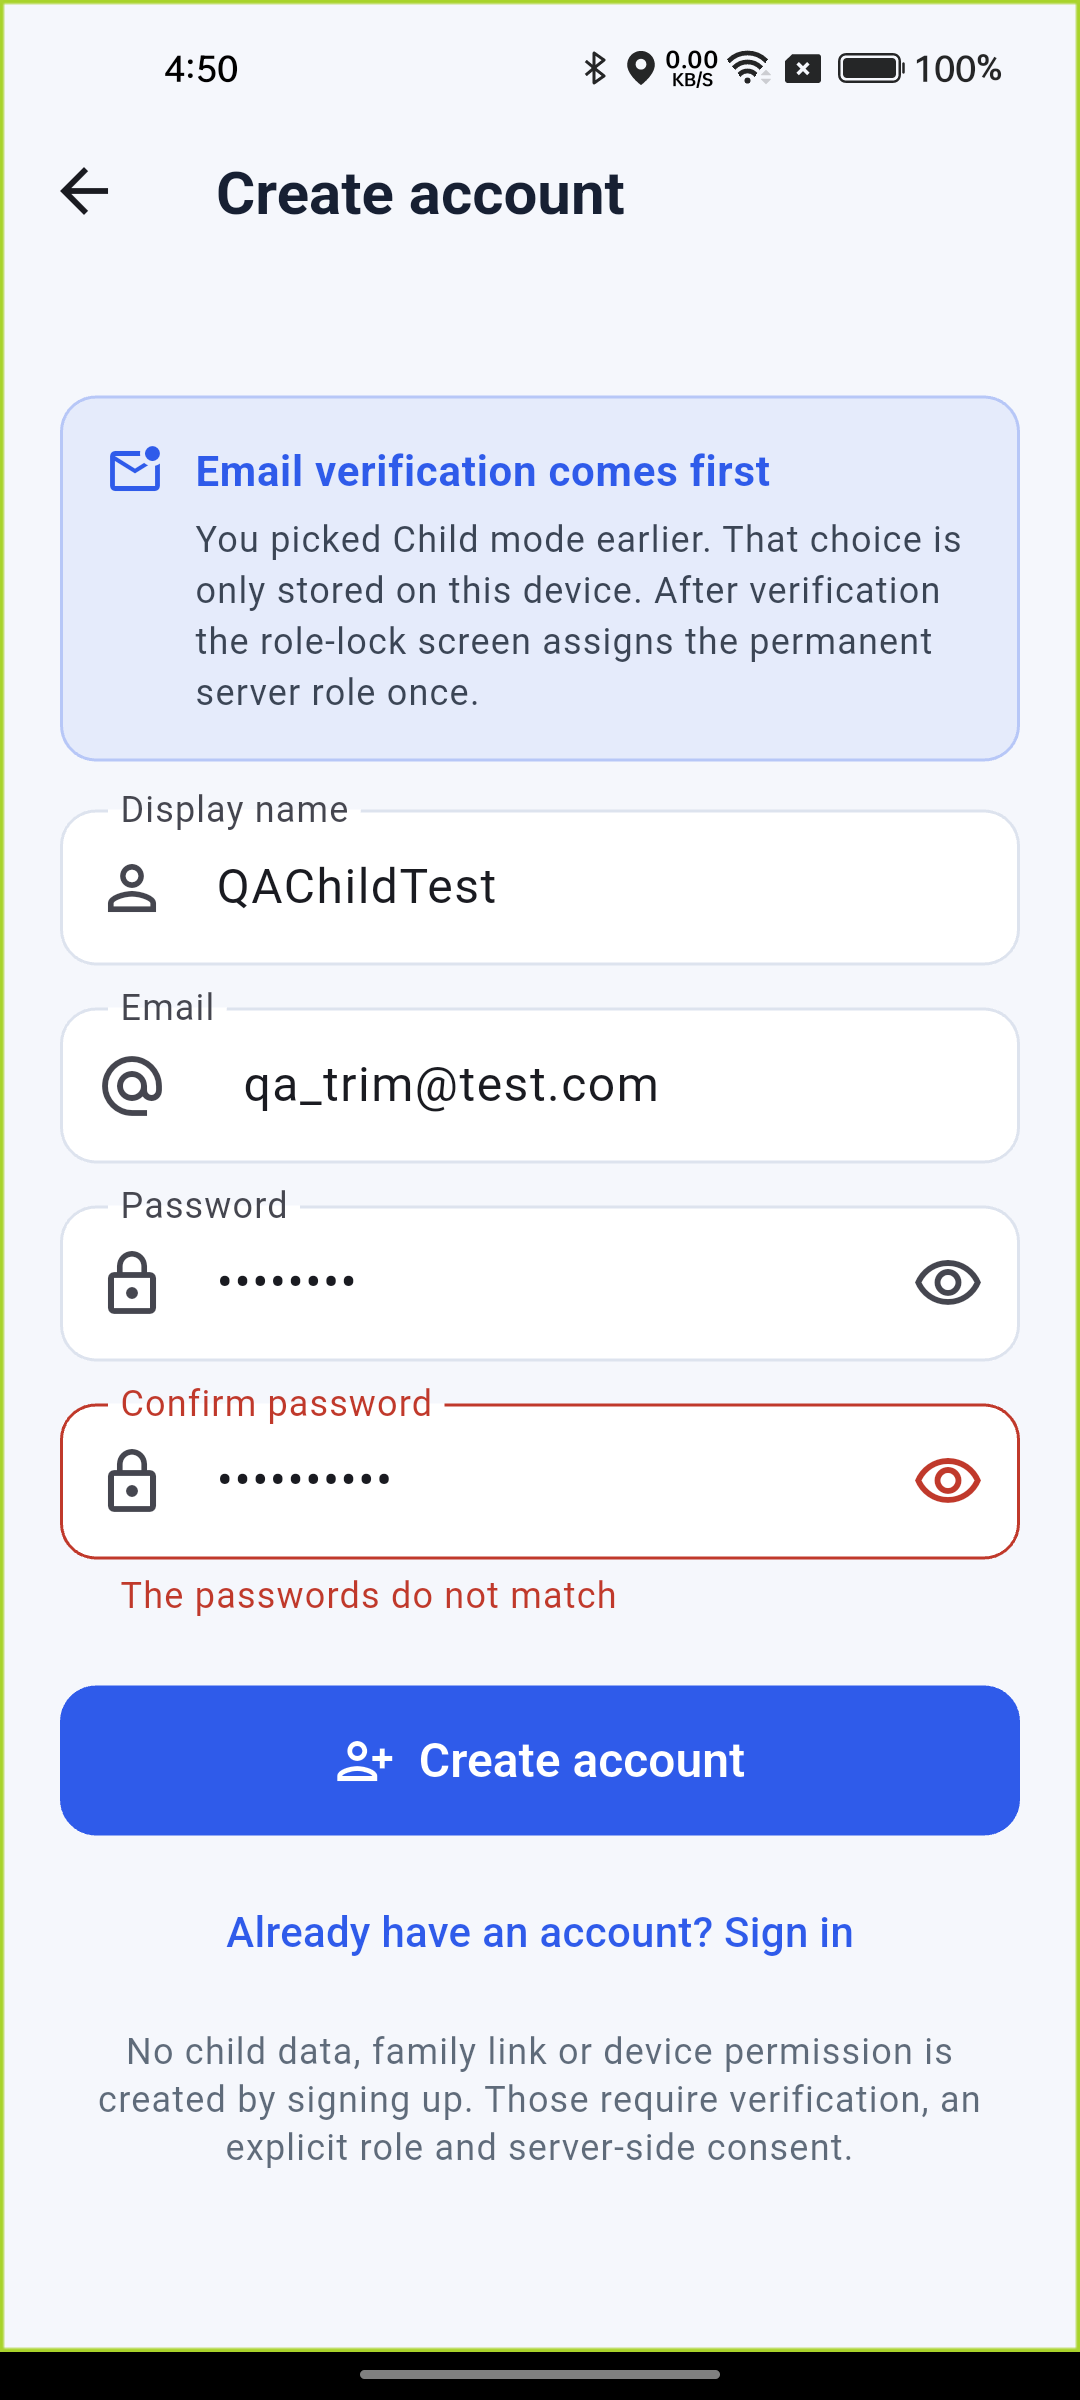 4:50
0.00
KB/S
100%
Create account
Email verification comes first
You picked Child mode earlier. That choice is
only stored on this device. After verification
the role-lock screen assigns the permanent
server role once.
Display name
QAChildTest
Email
qa_trim@test.com
Password
••••••••
Confirm password
••••••••••
The passwords do not match
Create account
Already have an account? Sign in
No child data, family link or device permission is
created by signing up. Those require verification, an
explicit role and server-side consent.